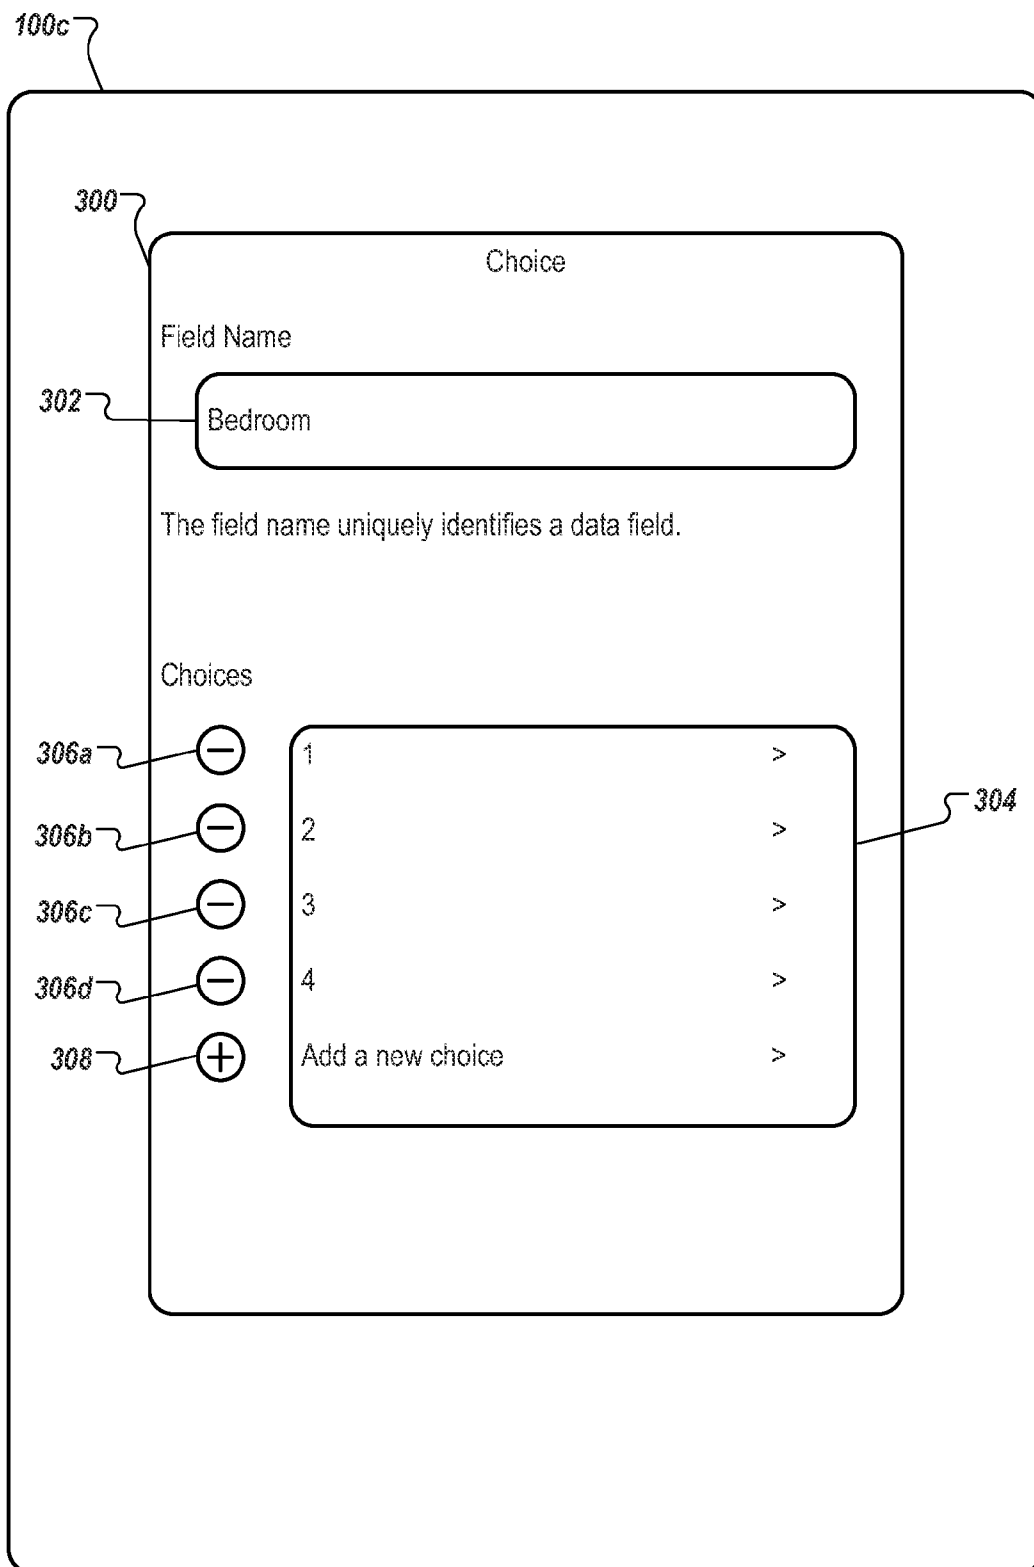 100c
300
Choice
Field Name
302
Bedroom
The field name uniquely identifies a data field.
Choices
306a
1 >
304
306b
2 >
306c
3 >
306d
4 >
308
Add a new choice >